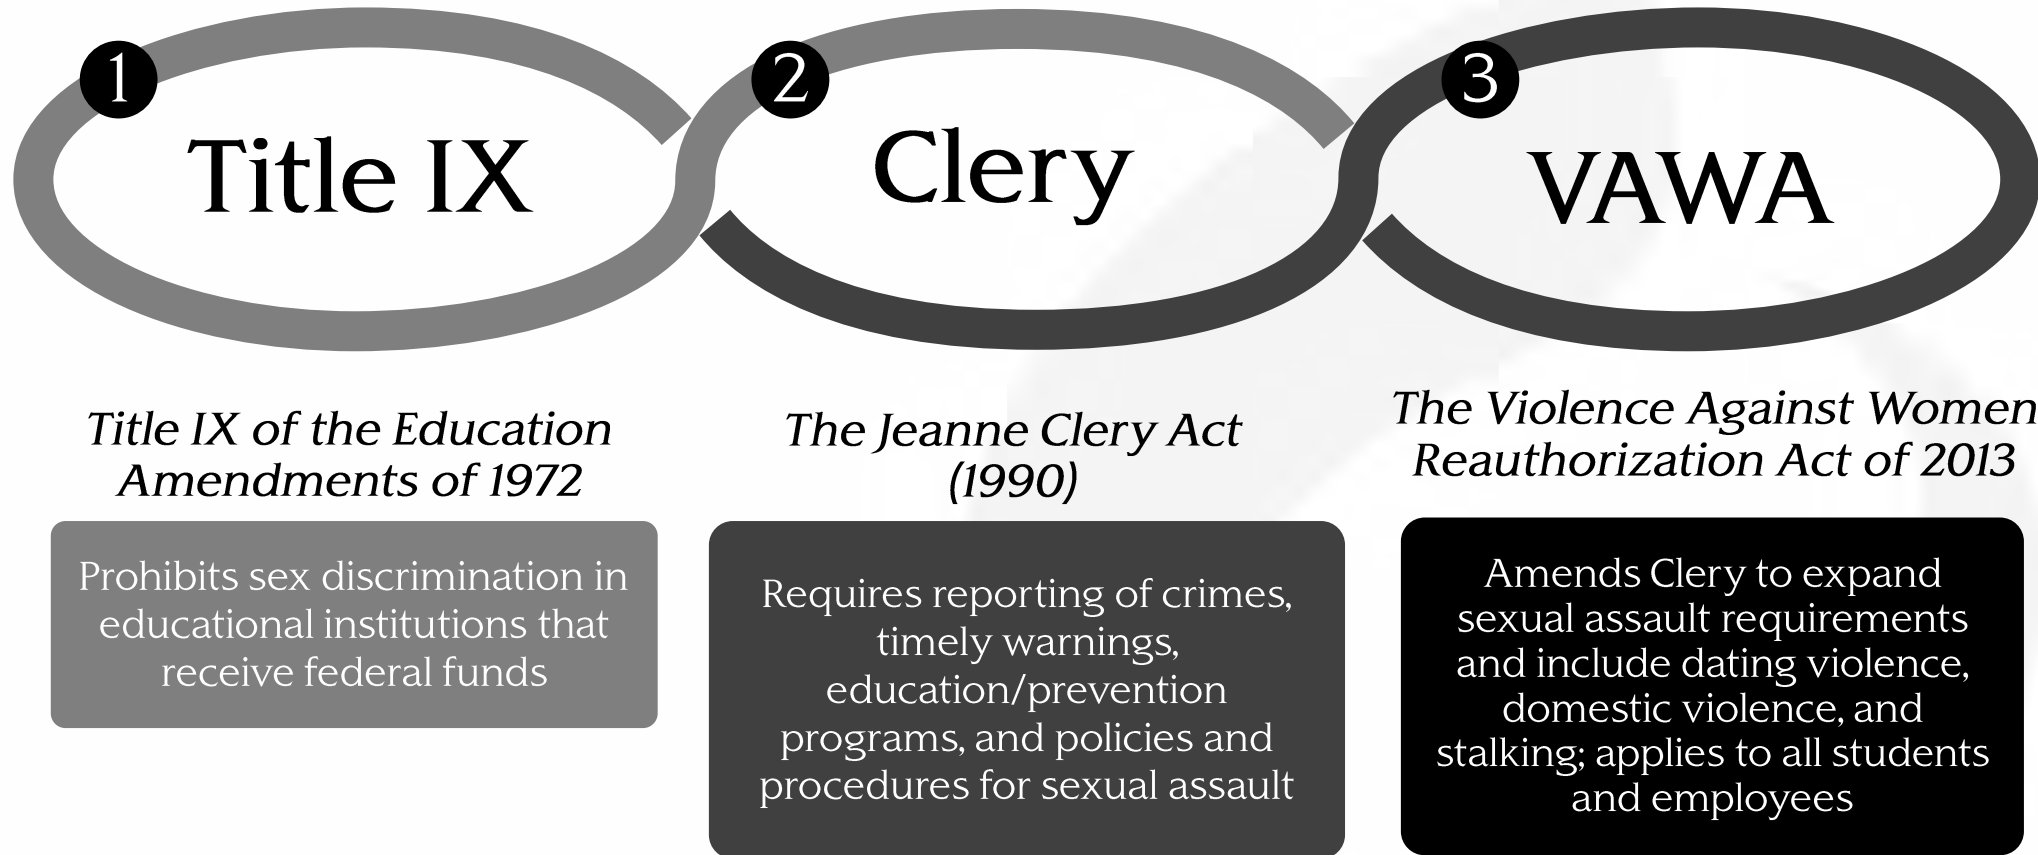 1
Title IX
Title IX of the Education
Amendments of 1972
Prohibits sex discrimination in
educational institutions that
receive federal funds
2
Clery
The Jeanne Clery Act
(1990)
Requires reporting of crimes,
timely warnings,
education/prevention
programs, and policies and
procedures for sexual assault
3
VAWA
The Violence Against Women
Reauthorization Act of 2013
Amends Clery to expand
sexual assault requirements
and include dating violence,
domestic violence, and
stalking; applies to all students
and employees